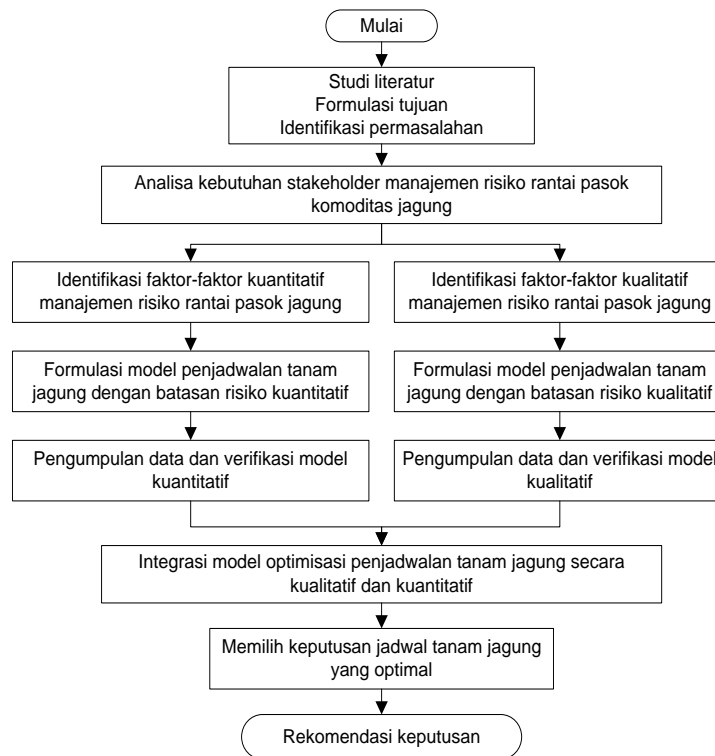 Mulai
Studi literatur
Formulasi tujuan
Identifikasi permasalahan
Analisa kebutuhan stakeholder manajemen risiko rantai pasok
komoditas jagung
Identifikasi faktor-faktor kuantitatif
manajemen risiko rantai pasok jagung
Identifikasi faktor-faktor kualitatif
manajemen risiko rantai pasok jagung
Formulasi model penjadwalan tanam
jagung dengan batasan risiko kuantitatif
Formulasi model penjadwalan tanam
jagung dengan batasan risiko kualitatif
Pengumpulan data dan verifikasi model
kuantitatif
Pengumpulan data dan verifikasi model
kualitatif
Integrasi model optimisasi penjadwalan tanam jagung secara
kualitatif dan kuantitatif
Memilih keputusan jadwal tanam jagung
yang optimal
Rekomendasi keputusan